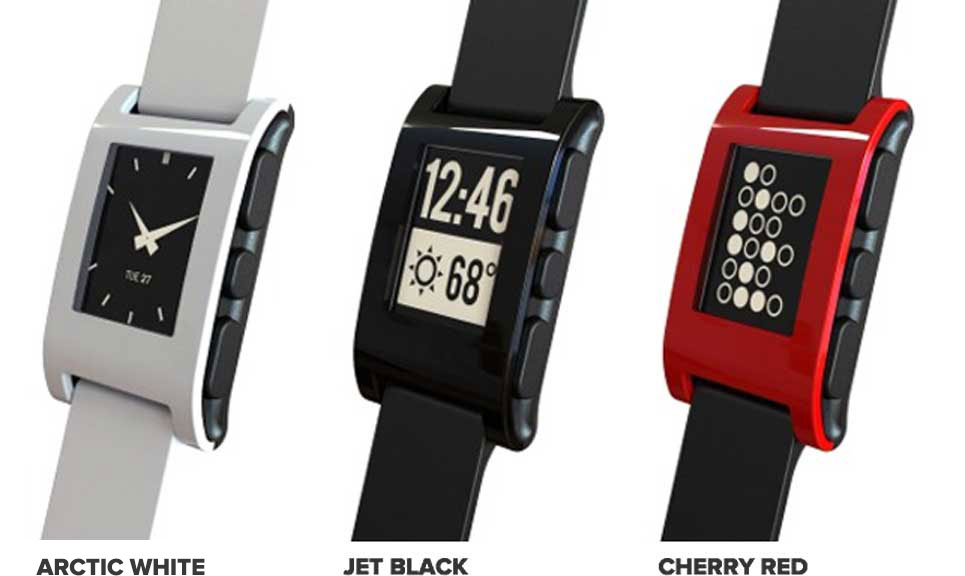 TUE 27
12:46
68°
ARCTIC WHITE
JET BLACK
CHERRY RED